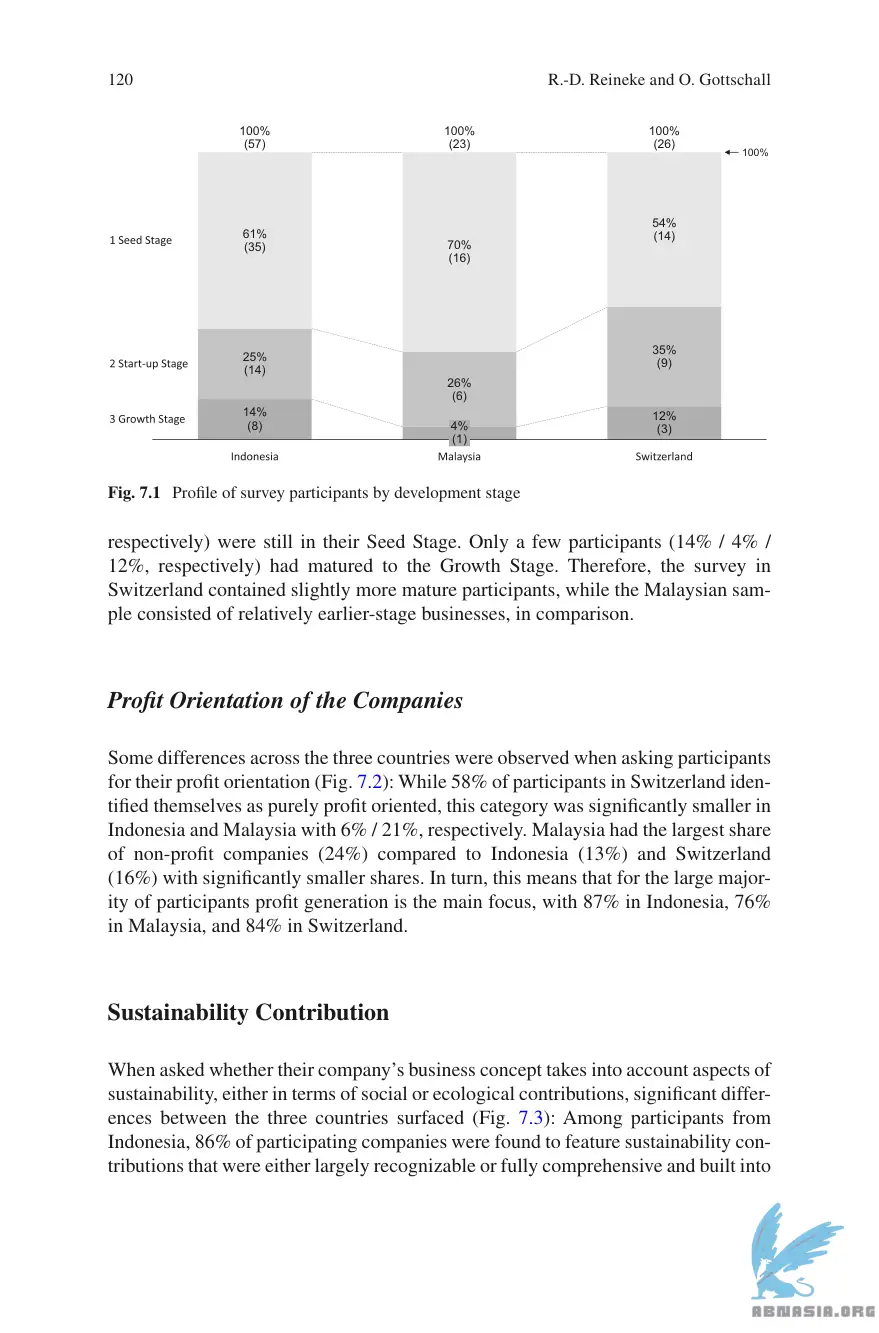 120
R.-D. Reineke and O. Gottschall
100%
(57)
100%
(23)
100%
(26)
100%
1 Seed Stage
61%
(35)
70%
(16)
54%
(14)
2 Start-up Stage
25%
(14)
26%
(6)
35%
(9)
3 Growth Stage
14%
(8)
4%
(1)
12%
(3)
Indonesia
Malaysia
Switzerland
Fig. 7.1 Profile of survey participants by development stage
respectively) were still in their Seed Stage. Only a few participants (14% / 4% /
12%, respectively) had matured to the Growth Stage. Therefore, the survey in
Switzerland contained slightly more mature participants, while the Malaysian sam-
ple consisted of relatively earlier-stage businesses, in comparison.
Profit Orientation of the Companies
Some differences across the three countries were observed when asking participants
for their profit orientation (Fig. 7.2): While 58% of participants in Switzerland iden-
tified themselves as purely profit oriented, this category was significantly smaller in
Indonesia and Malaysia with 6% / 21%, respectively. Malaysia had the largest share
of non-profit companies (24%) compared to Indonesia (13%) and Switzerland
(16%) with significantly smaller shares. In turn, this means that for the large major-
ity of participants profit generation is the main focus, with 87% in Indonesia, 76%
in Malaysia, and 84% in Switzerland.
Sustainability Contribution
When asked whether their company's business concept takes into account aspects of
sustainability, either in terms of social or ecological contributions, significant differ-
ences between the three countries surfaced (Fig. 7.3): Among participants from
Indonesia, 86% of participating companies were found to feature sustainability con-
tributions that were either largely recognizable or fully comprehensive and built into
ABNASIA.ORG